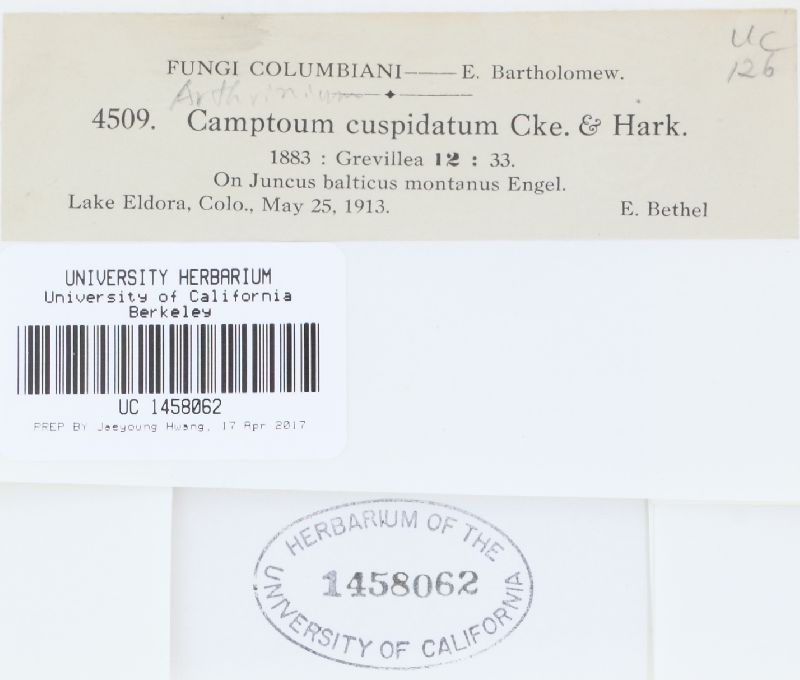 UC
126
FUNGI COLUMBIANI—— E. Bartholomew.
Arthrinium
4509. Camptoum cuspidatum Cke. & Hark.
1883 : Grevillea 12 : 33.
On Juncus balticus montanus Engel.
Lake Eldora, Colo., May 25, 1913. E. Bethel
UNIVERSITY HERBARIUM
University of California
Berkeley
UC 1458062
PREP BY Jaeyoung Hwang, 17 Apr 2017
HERBARIUM OF THE
1458062
UNIVERSITY OF CALIFORNIA